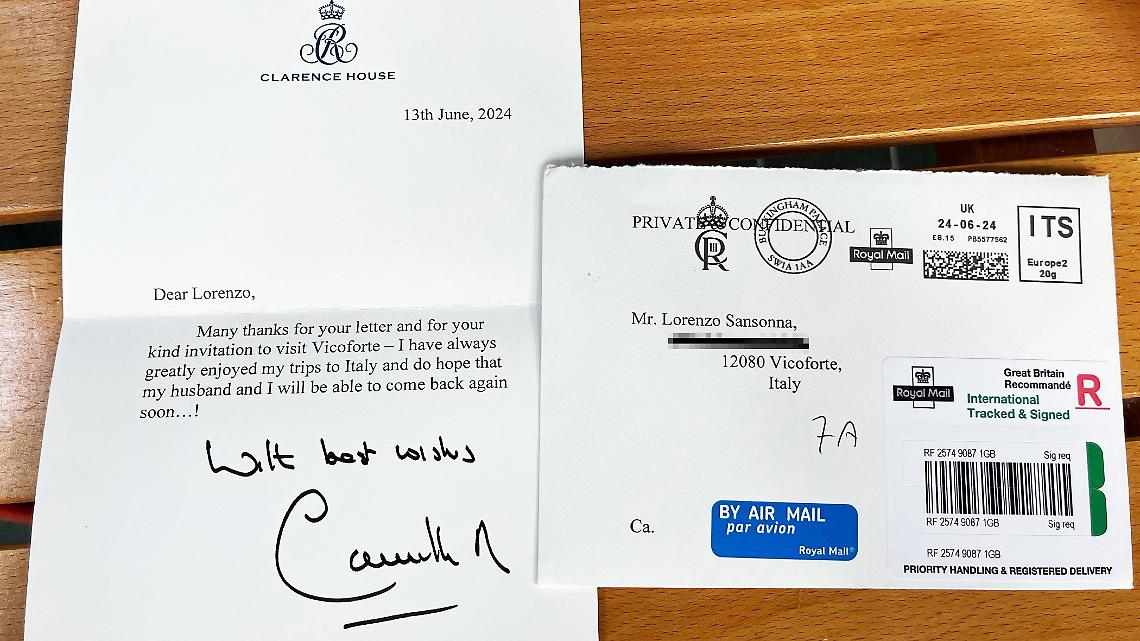 CLARENCE HOUSE
13th June, 2024
Dear Lorenzo,
Many thanks for your letter and for your
kind invitation to visit Vicoforte – I have always
greatly enjoyed my trips to Italy and do hope that
my husband and I will be able to come back again
soon…!
With best wishes
Camilla R
PRIVATE & CONFIDENTIAL
BUCKINGHAM PALACE
SW1A 1AA
Royal Mail
UK
24-06-24
£8.15 PB5577562
ITS
Europe2
20g
Mr. Lorenzo Sansonna,
12080 Vicoforte,
Italy
7A
Ca.
BY AIR MAIL
par avion
Royal Mail
Royal Mail
Great Britain
Recommandé
R
International
Tracked & Signed
RF 2574 9087 1GB Sig req
RF 2574 9087 1GB Sig req
RF 2574 9087 1GB
PRIORITY HANDLING & REGISTERED DELIVERY